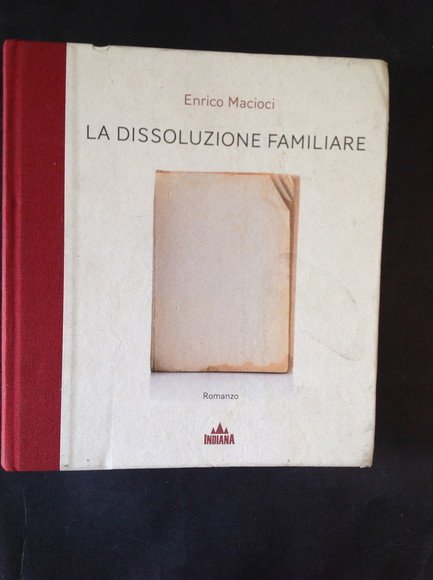 Enrico Macioci
LA DISSOLUZIONE FAMILIARE
Romanzo
INDIANA